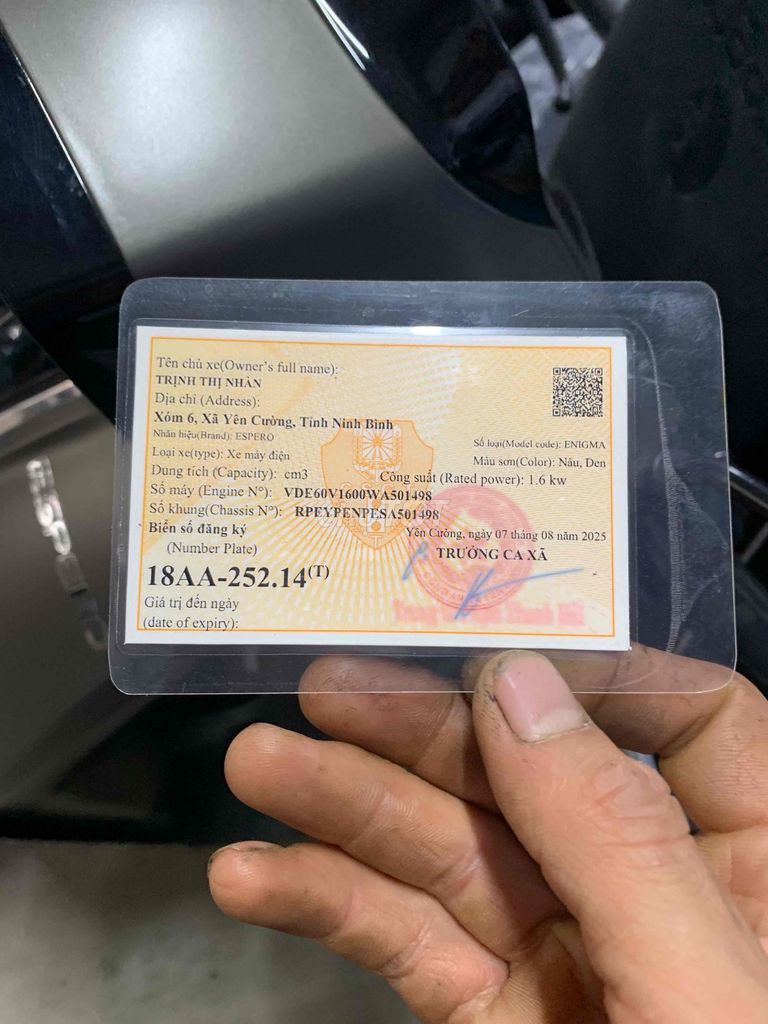 Tên chủ xe(Owner's full name):
TRỊNH THỊ NHÀN
Địa chỉ (Address):
Xóm 6, Xã Yên Cường, Tỉnh Ninh Bình
Nhãn hiệu(Brand): ESPERO
Số loại(Model code): ENIGMA
Loại xe(type): Xe máy điện
Màu sơn(Color): Nâu, Đen
Dung tích (Capacity): cm3
Công suất (Rated power): 1.6 kw
Số máy (Engine N°): VDE60V1600WA501498
Số khung(Chassis N°): RPEYPENPESA501498
Biển số đăng ký
Yên Cường, ngày 07 tháng 08 năm 2025
(Number Plate)
TRƯỞNG CA XÃ
18AA-252.14(T)
Giá trị đến ngày
(date of expiry):